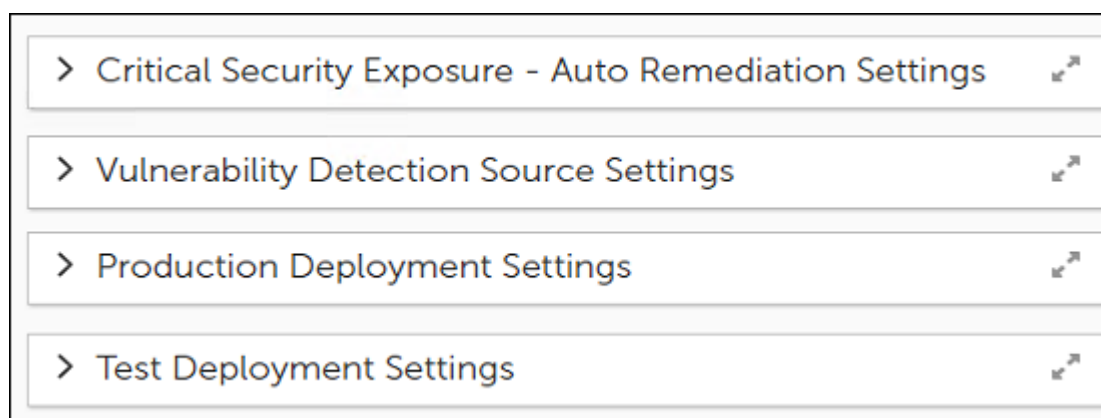 Critical Security Exposure - Auto Remediation Settings
Vulnerability Detection Source Settings
Production Deployment Settings
Test Deployment Settings